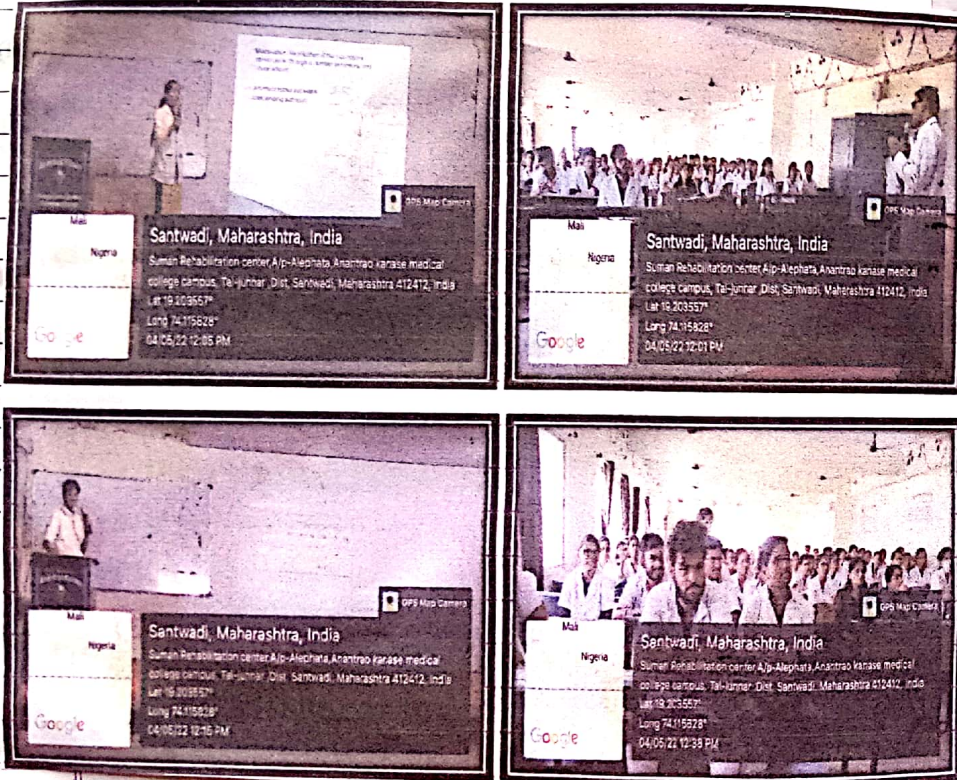 GPS Map Camera
Mali
Nigeria
Google
Santwadi, Maharashtra, India
Suman Rehabilitation center A/p-Alephata,Anantrao kanase medical
college campus, Tal-junnar ,Dist, Santwadi, Maharashtra 412412, India
Lat 19.203557°
Long 74.115828°
04/05/22 12:05 PM
GPS Map Camera
Mali
Nigeria
Google
Santwadi, Maharashtra, India
Suman Rehabilitation center A/p-Alephata,Anantrao kanase medical
college campus, Tal-junnar ,Dist, Santwadi, Maharashtra 412412, India
Lat 19.203557°
Long 74.115828°
04/05/22 12:01 PM
GPS Map Camera
Mali
Nigeria
Google
Santwadi, Maharashtra, India
Suman Rehabilitation center A/p-Alephata,Anantrao kanase medical
college campus, Tal-junnar ,Dist, Santwadi, Maharashtra 412412, India
Lat 19.203557°
Long 74.115828°
04/05/22 12:15 PM
GPS Map Camera
Mali
Nigeria
Google
Santwadi, Maharashtra, India
Suman Rehabilitation center A/p-Alephata,Anantrao kanase medical
college campus, Tal-junnar ,Dist, Santwadi, Maharashtra 412412, India
Lat 19.203557°
Long 74.115828°
04/05/22 12:39 PM